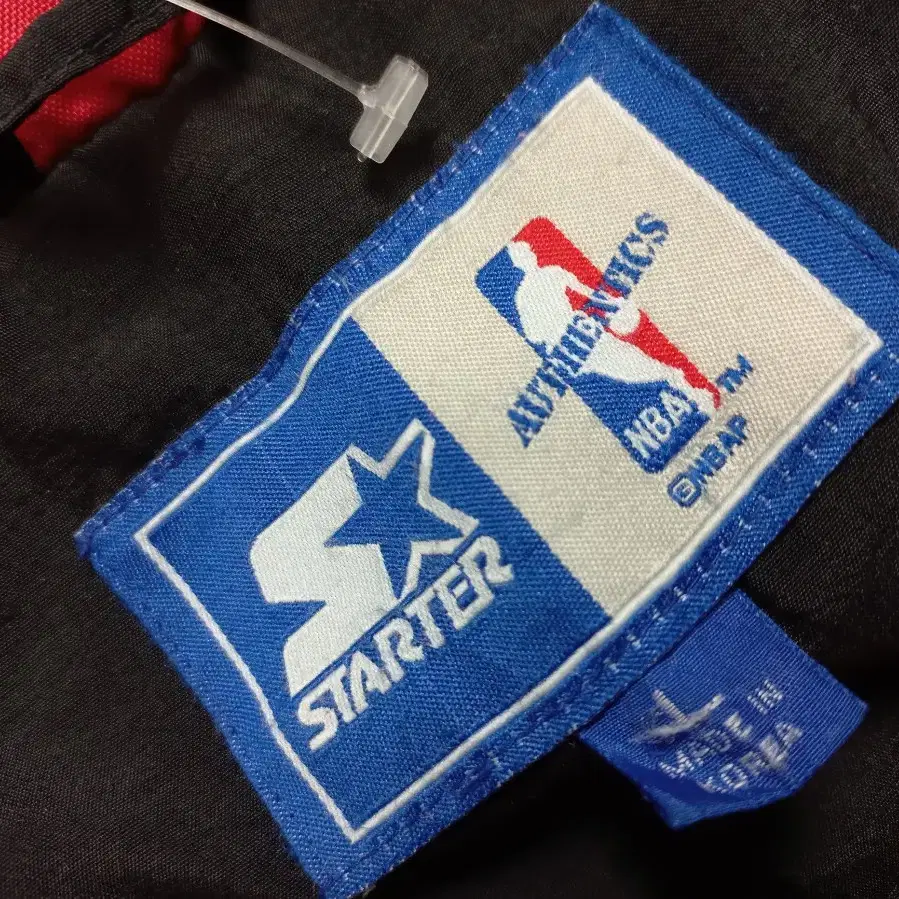 STARTER
AUTHENTICS
NBA
TM
©NBAP
MADE IN
KOREA